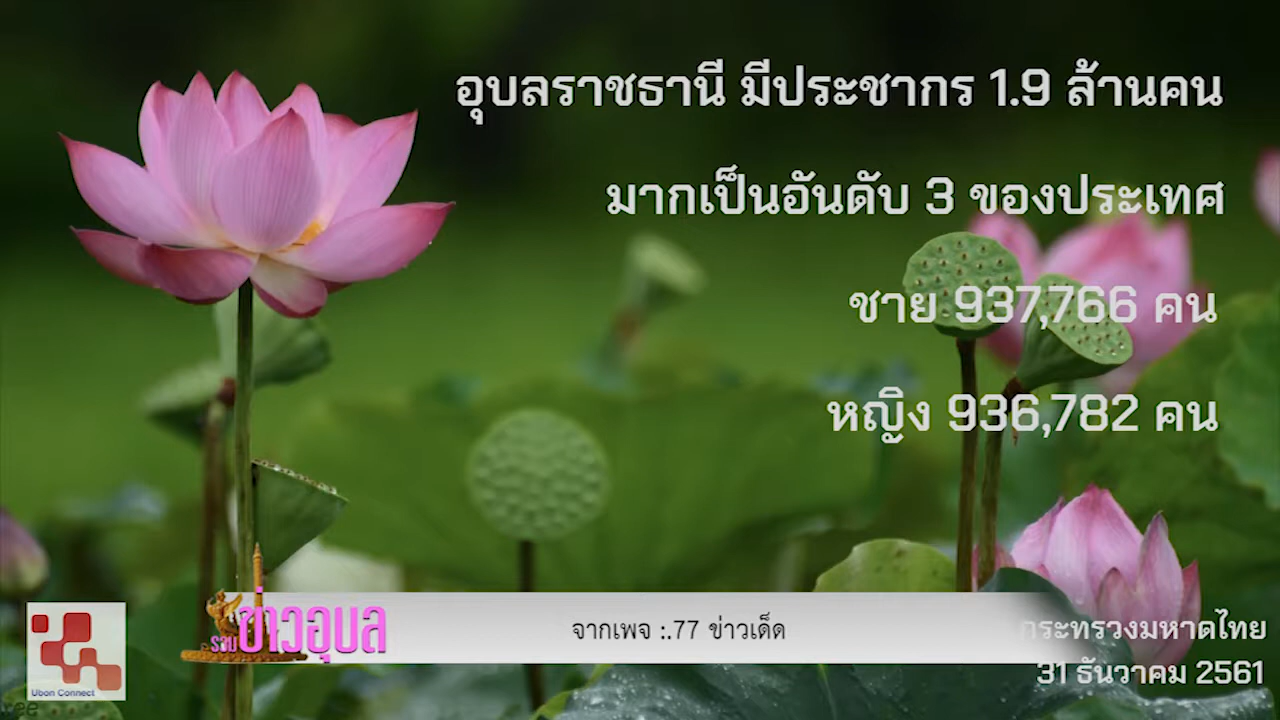 อุบลราชธานี มีประชากร 1.9 ล้านคน
มากเป็นอันดับ 3 ของประเทศ
ชาย 937,766 คน
หญิง 936,782 คน
รอบข่าวอุบล
จากเพจ :.77 ข่าวเด็ด
กระทรวงมหาดไทย
31 ธันวาคม 2561
Ubon Connect